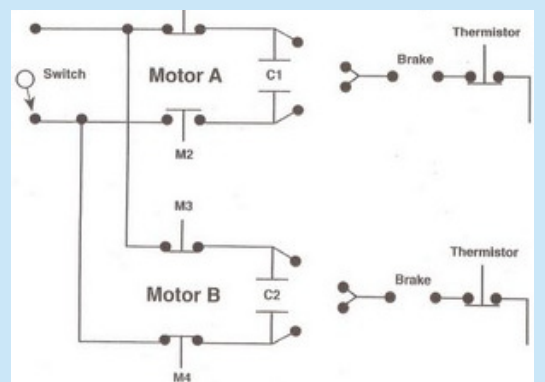 Thermistor
Brake
Switch
Motor A
C1
M2
M3
Thermistor
Brake
Motor B
C2
M4